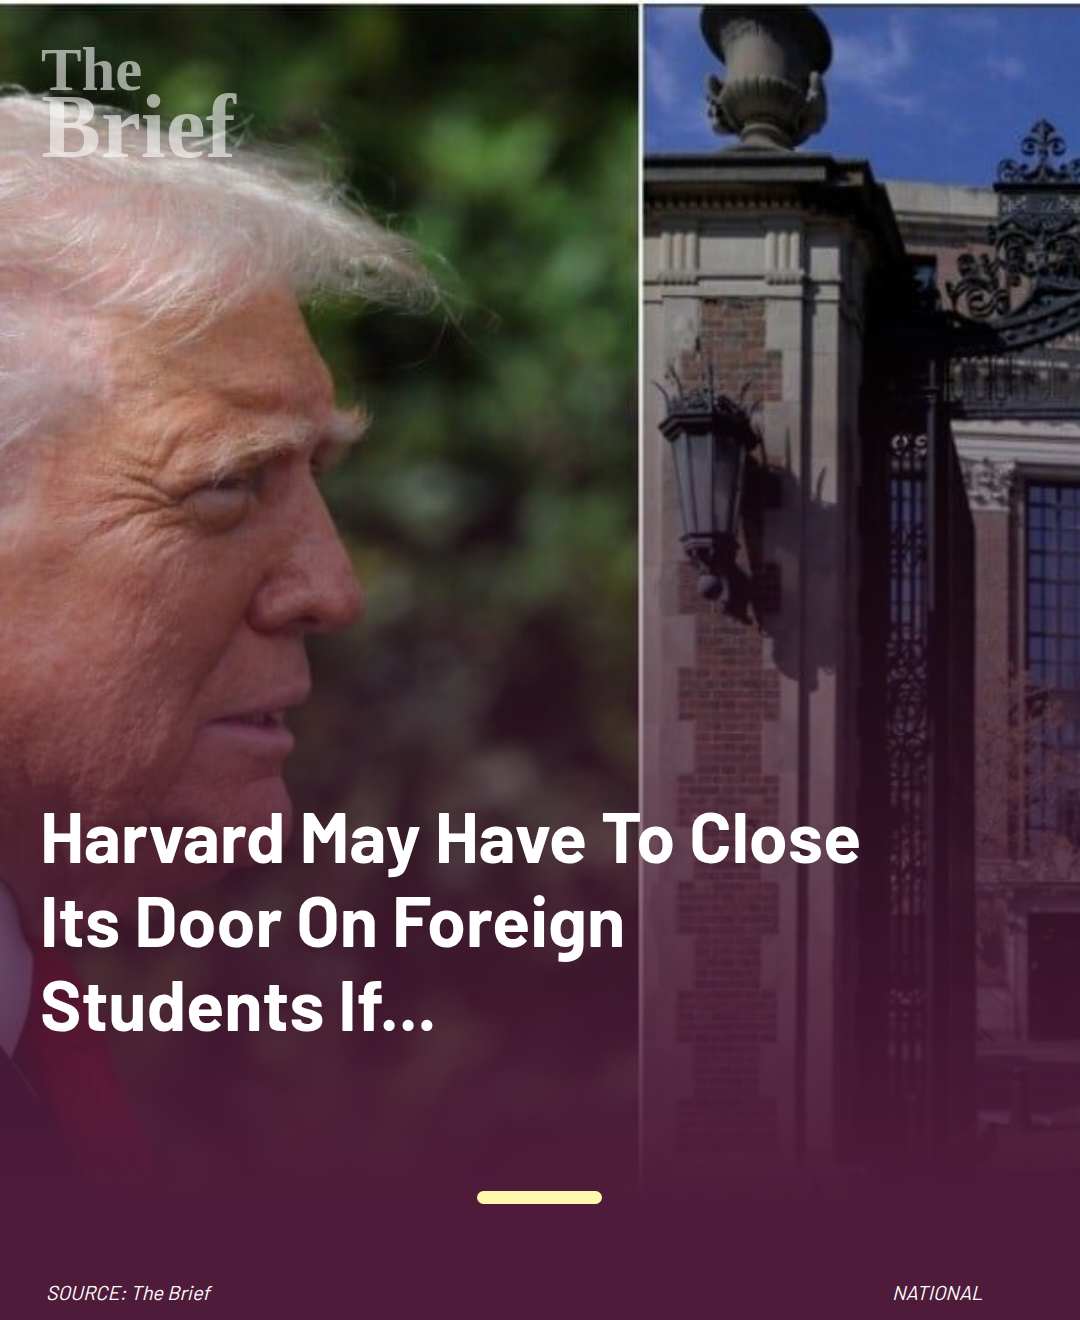 The
Brief
Harvard May Have To Close
Its Door On Foreign
Students If...
SOURCE: The Brief
NATIONAL